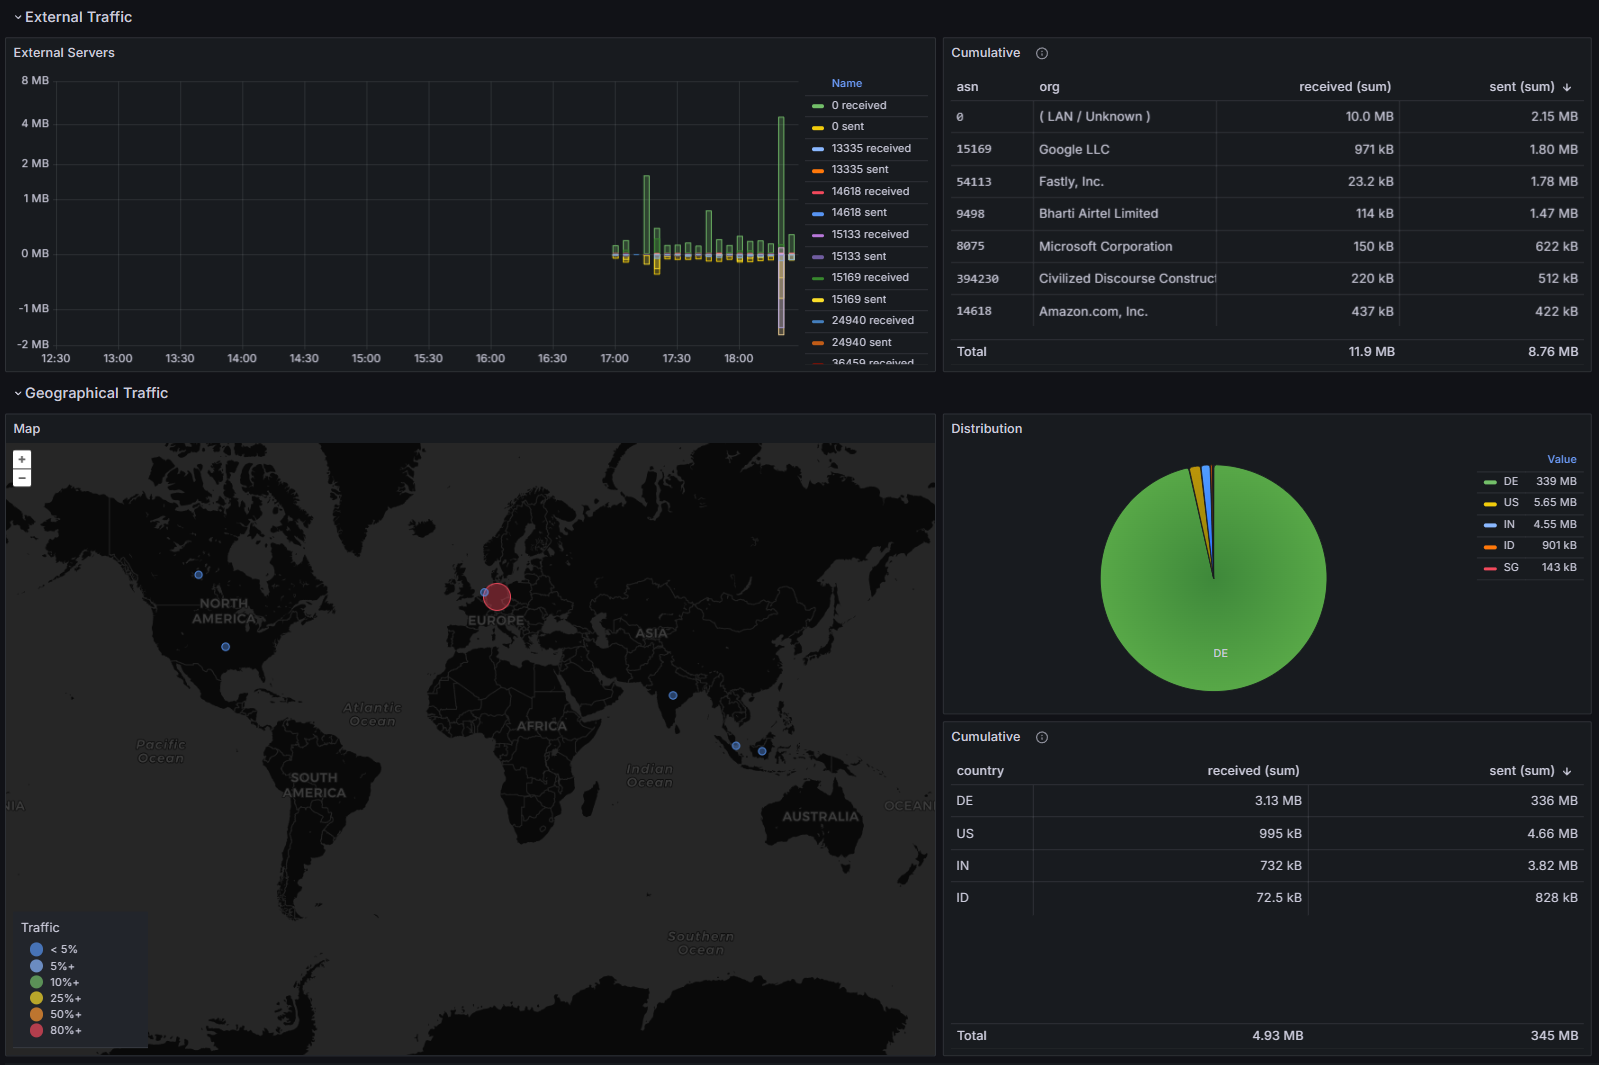 External Traffic
External Servers
8 MB
4 MB
2 MB
1 MB
0 MB
-1 MB
-2 MB
12:30 13:00 13:30 14:00 14:30 15:00 15:30 16:00 16:30 17:00 17:30 18:00
Name
0 received
0 sent
13335 received
13335 sent
14618 received
14618 sent
15133 received
15133 sent
15169 received
15169 sent
24940 received
24940 sent
36459 received
Cumulative
asn org received (sum) sent (sum)
0 ( LAN / Unknown ) 10.0 MB 2.15 MB
15169 Google LLC 971 kB 1.80 MB
54113 Fastly, Inc. 23.2 kB 1.78 MB
9498 Bharti Airtel Limited 114 kB 1.47 MB
8075 Microsoft Corporation 150 kB 622 kB
394230 Civilized Discourse Construct 220 kB 512 kB
14618 Amazon.com, Inc. 437 kB 422 kB
Total 11.9 MB 8.76 MB
Geographical Traffic
Map
+
−
NORTH
AMERICA
EUROPE
ASIA
Atlantic
Ocean
AFRICA
Pacific
Ocean
SOUTH
AMERICA
Indian
Ocean
NIA
AUSTRALIA
OCEANI
Southern
Ocean
Traffic
< 5%
5%+
10%+
25%+
50%+
80%+
Distribution
DE
Value
DE 339 MB
US 5.65 MB
IN 4.55 MB
ID 901 kB
SG 143 kB
Cumulative
country received (sum) sent (sum)
DE 3.13 MB 336 MB
US 995 kB 4.66 MB
IN 732 kB 3.82 MB
ID 72.5 kB 828 kB
Total 4.93 MB 345 MB